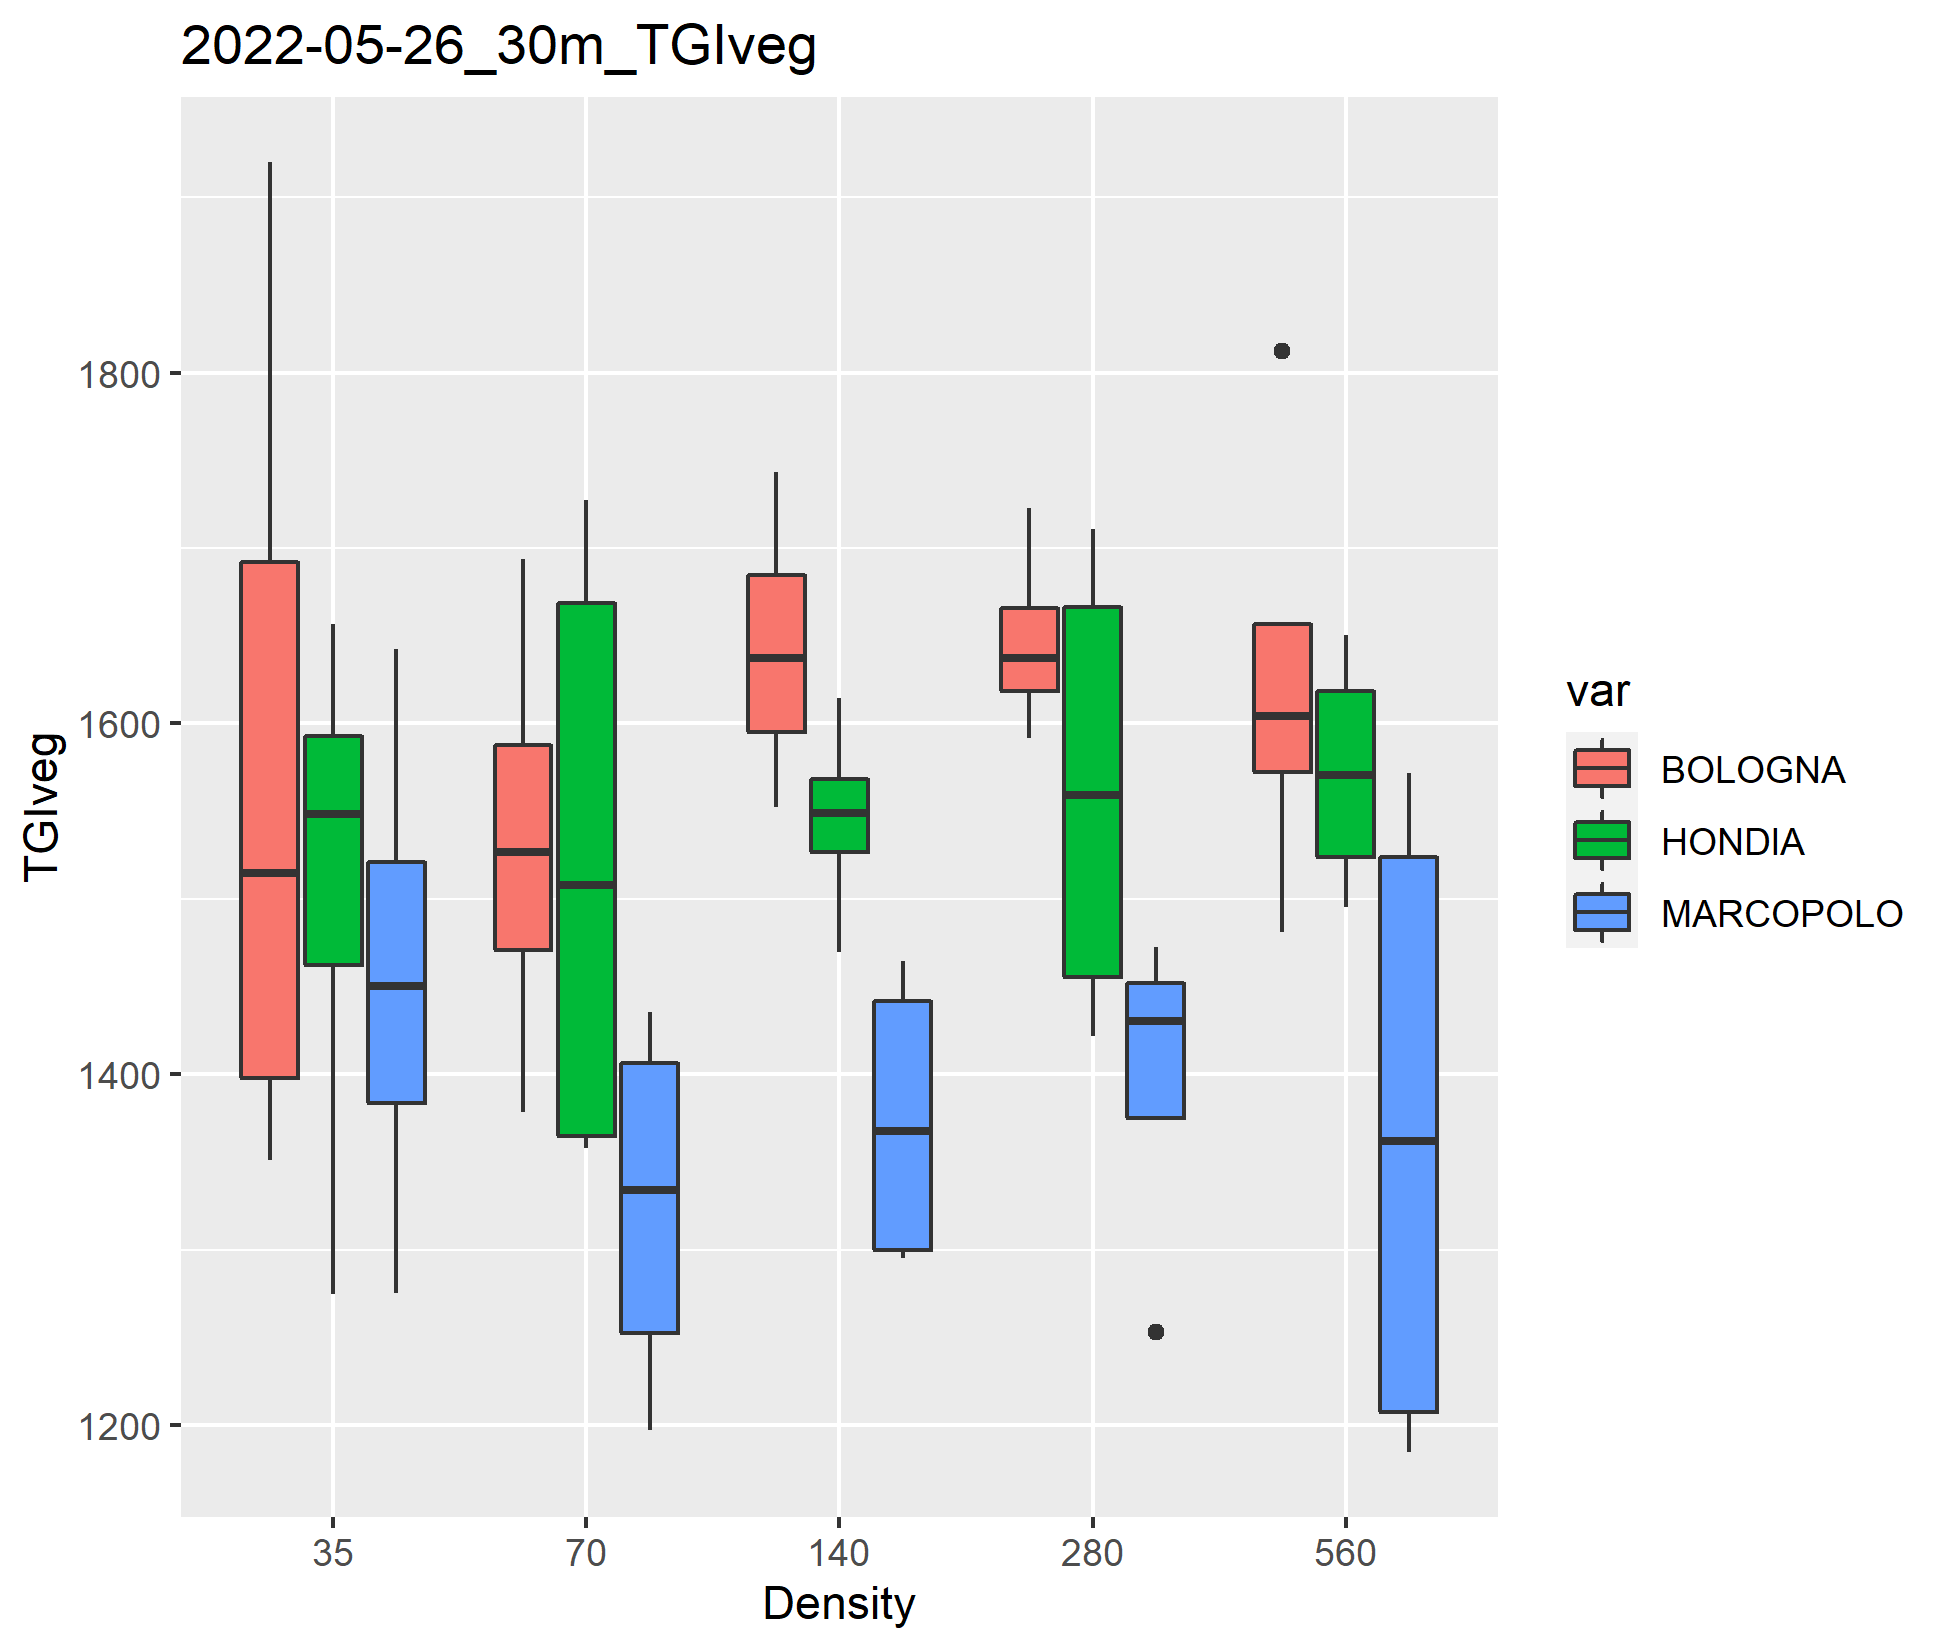 2022-05-26_30m_TGIveg
TGIveg
1800
1600
1400
1200
35 70 140 280 560
Density
var
BOLOGNA
HONDIA
MARCOPOLO